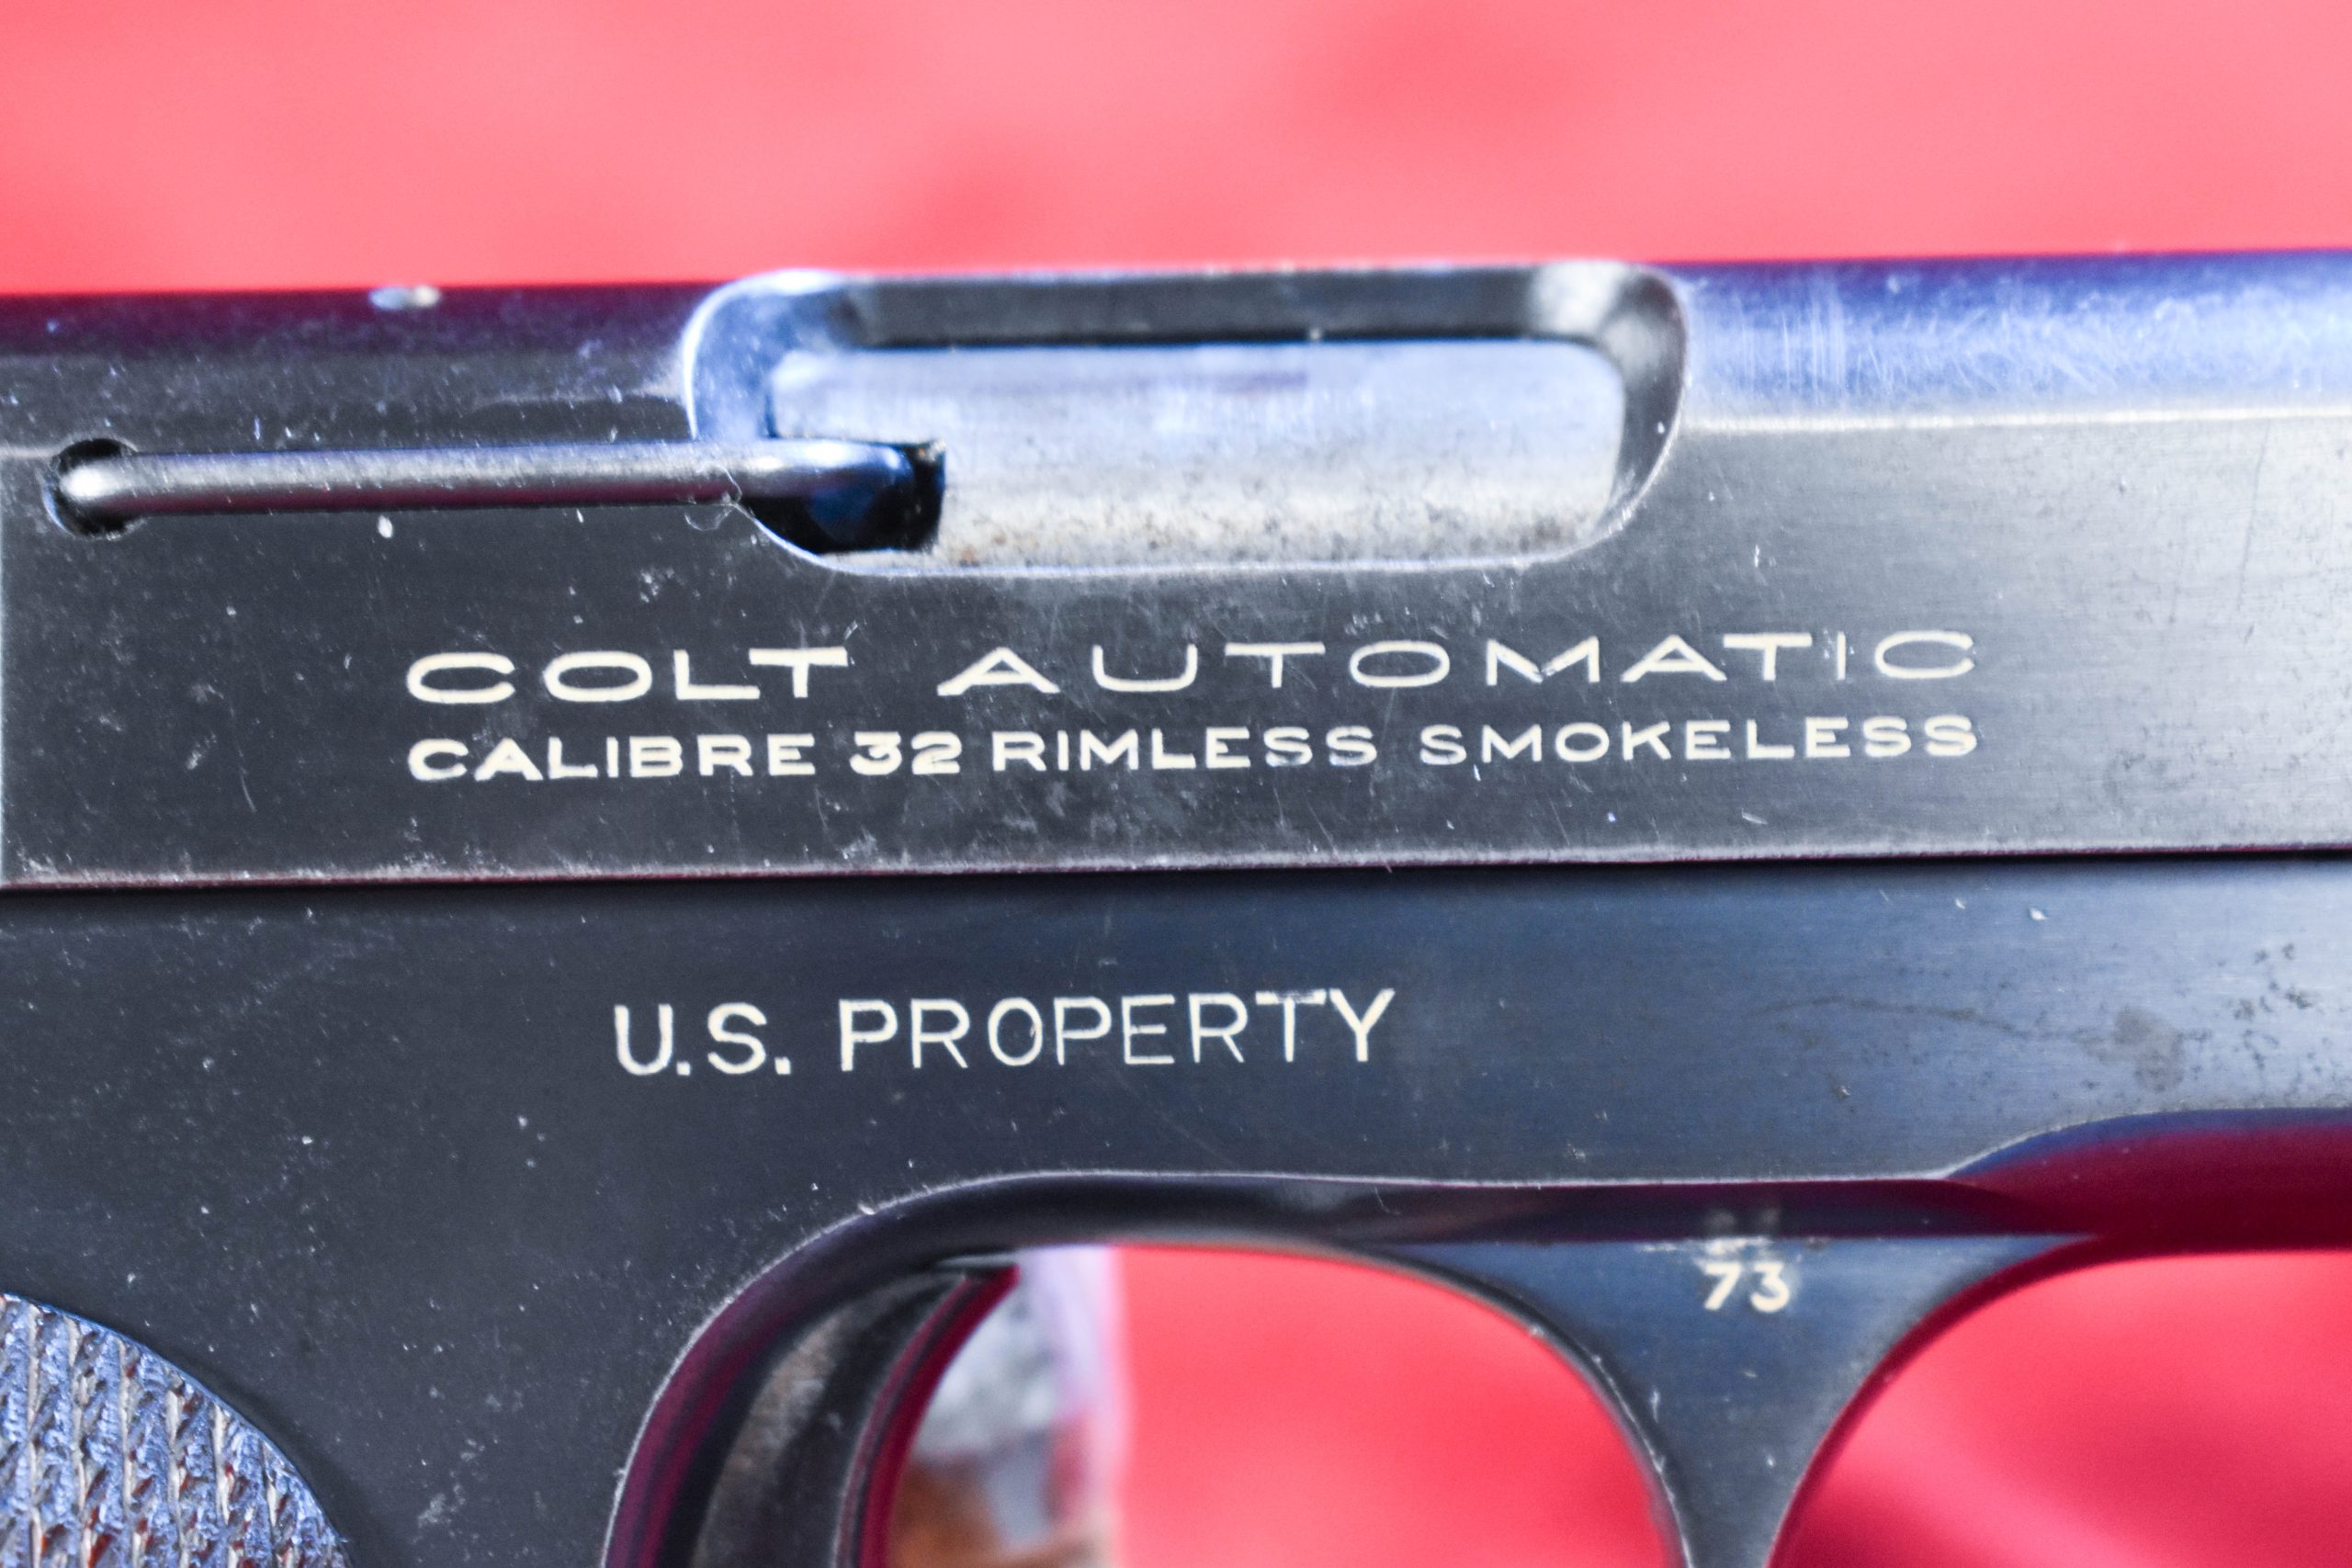 COLT AUTOMATIC
CALIBRE 32 RIMLESS SMOKELESS
U.S. PROPERTY
73